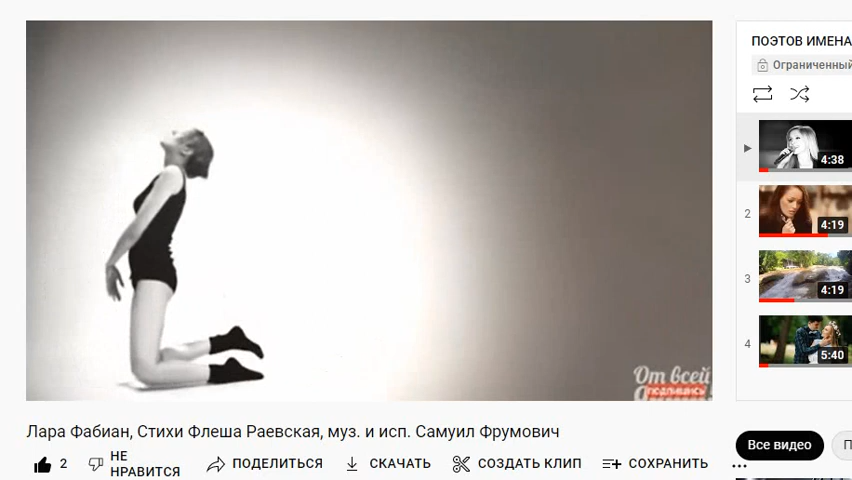 ПОЭТОВ ИМЕНА
Ограниченный
4:38
2
4:19
3
4:19
4
5:40
От всей
подпишись
Лара Фабиан, Стихи Флеша Раевская, муз. и исп. Самуил Фрумович
2
НЕ НРАВИТСЯ
ПОДЕЛИТЬСЯ
СКАЧАТЬ
СОЗДАТЬ КЛИП
СОХРАНИТЬ
Все видео